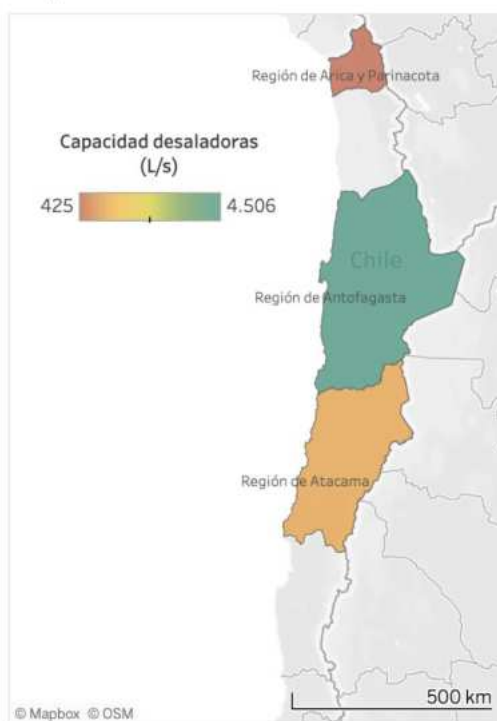 Región de Arica y Parinacota
Capacidad desaladoras
(L/s)
425
4.506
Chile
Región de Antofagasta
Región de Atacama
500 km
© Mapbox © OSM